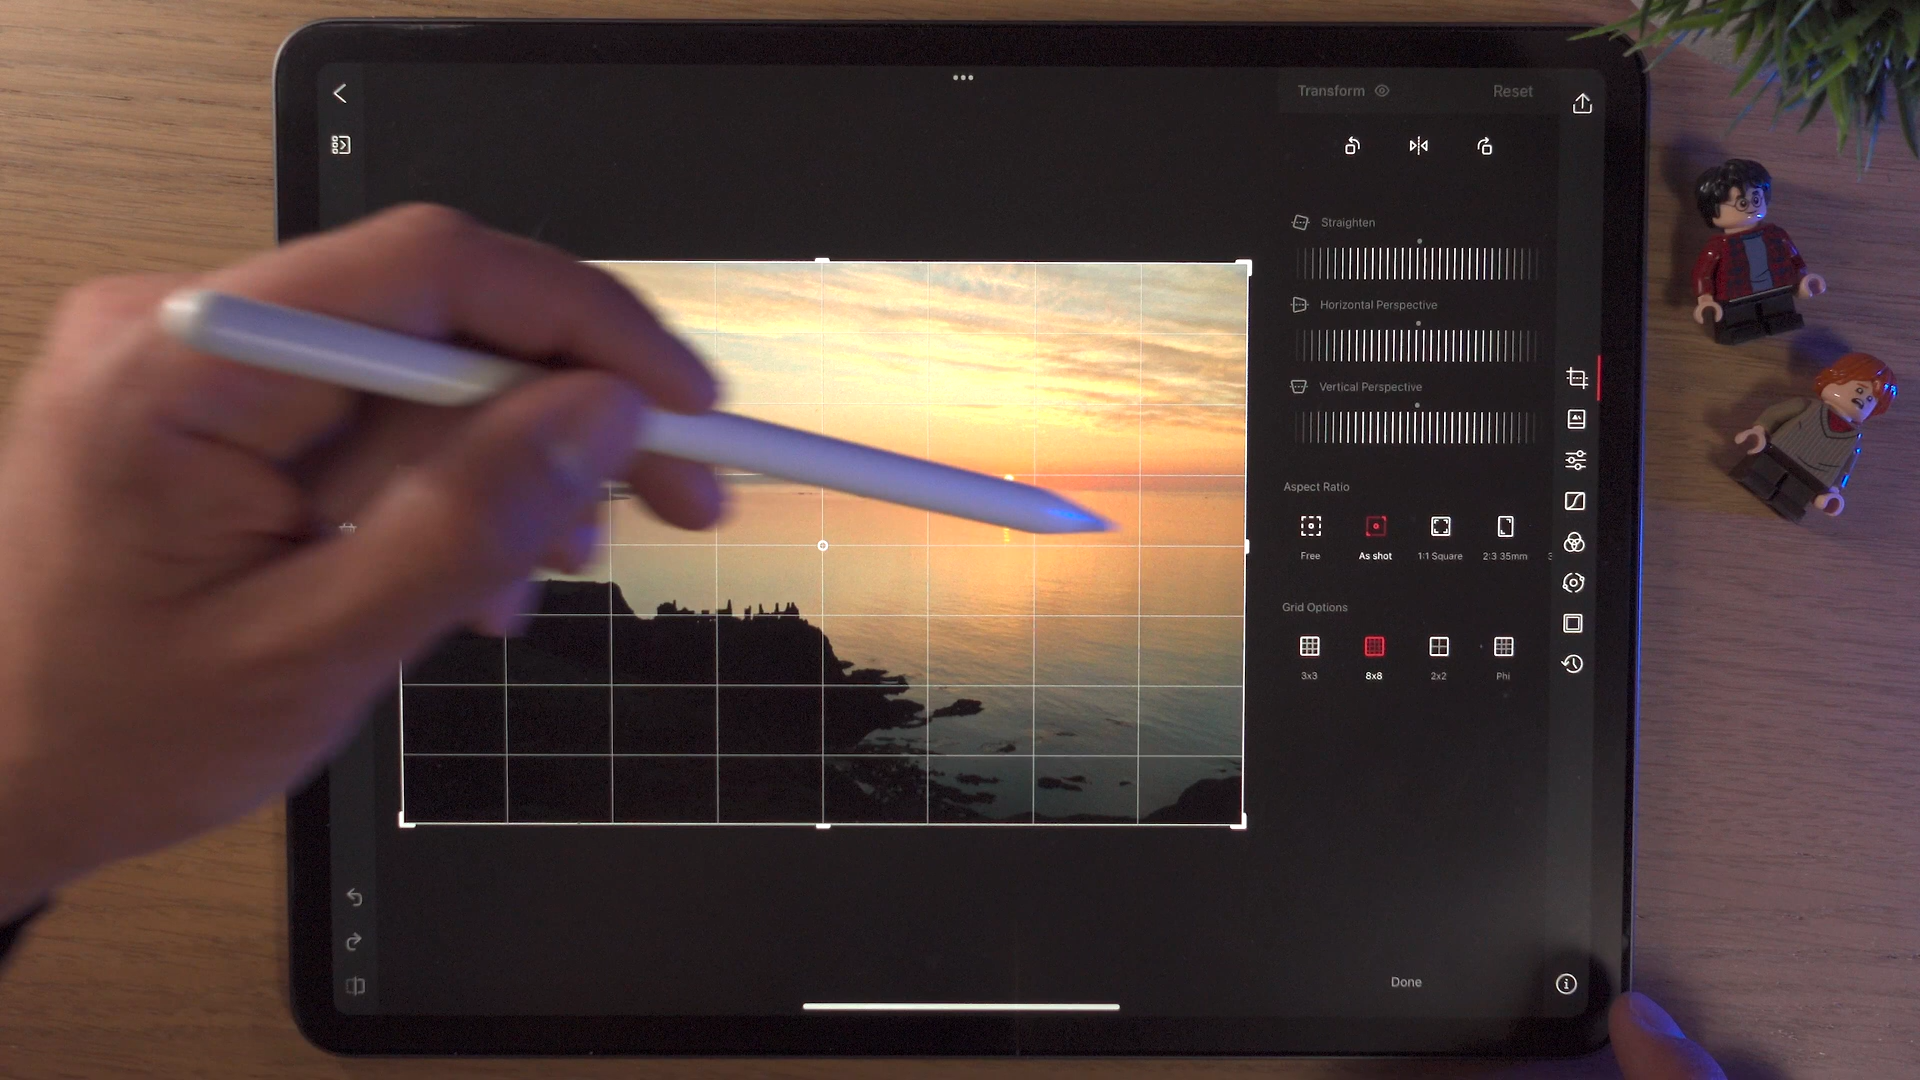 Transform
Reset
Straighten
Horizontal Perspective
Vertical Perspective
Aspect Ratio
Free
As shot
1:1 Square
2:3 35mm
Grid Options
3x3
8x8
2x2
Phi
Done